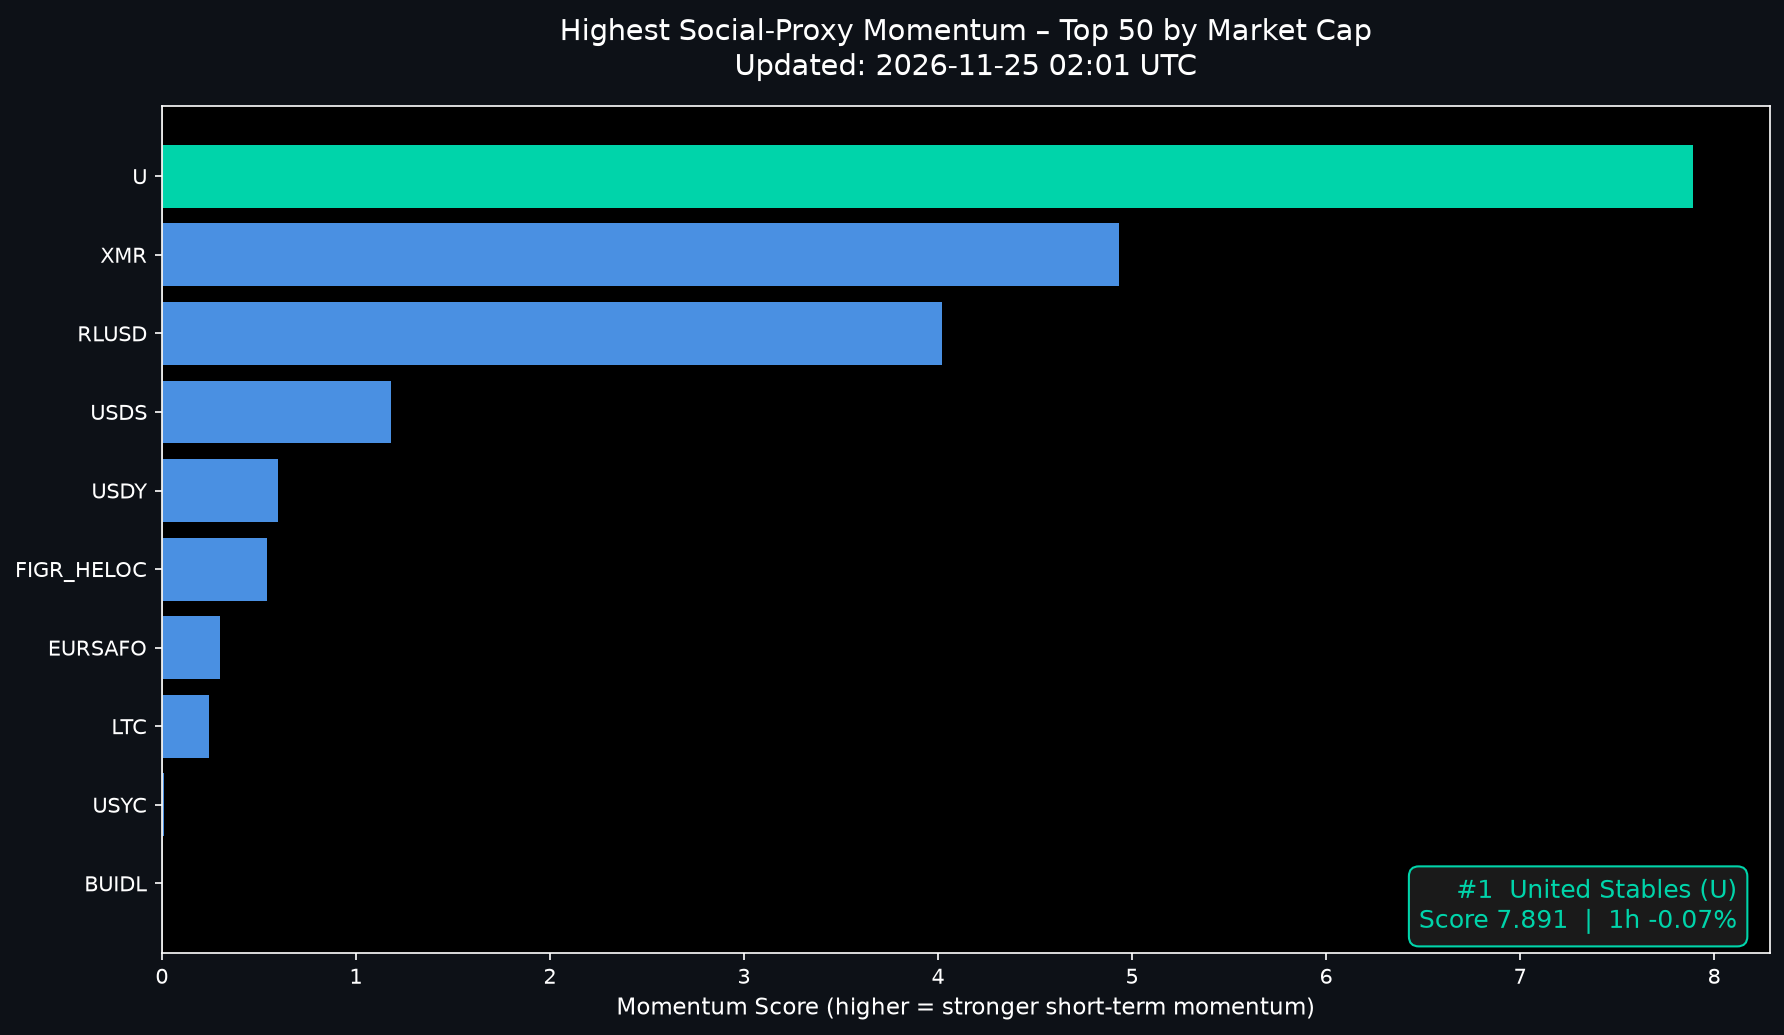 Highest Social-Proxy Momentum – Top 50 by Market Cap
Updated: 2026-11-25 02:01 UTC
U
XMR
RLUSD
USDS
USDY
FIGR_HELOC
EURSAFO
LTC
USYC
BUIDL
#1  United Stables (U)
Score 7.891  |  1h -0.07%
0 1 2 3 4 5 6 7 8
Momentum Score (higher = stronger short-term momentum)